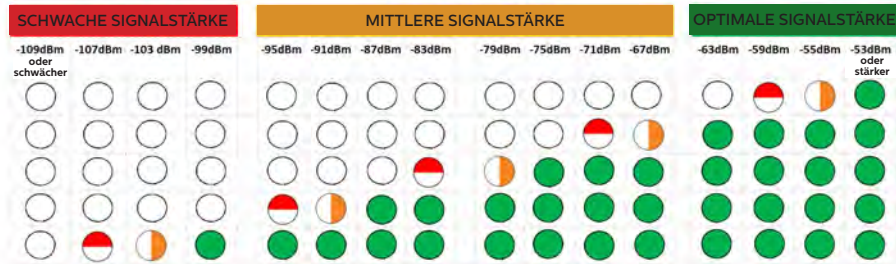 SCHWACHE SIGNALSTÄRKE
MITTLERE SIGNALSTÄRKE
OPTIMALE SIGNALSTÄRKE
-109dBm -107dBm -103 dBm -99dBm -95dBm -91dBm -87dBm -83dBm -79dBm -75dBm -71dBm -67dBm -63dBm -59dBm -55dBm -53dBm
oder oder
schwächer stärker